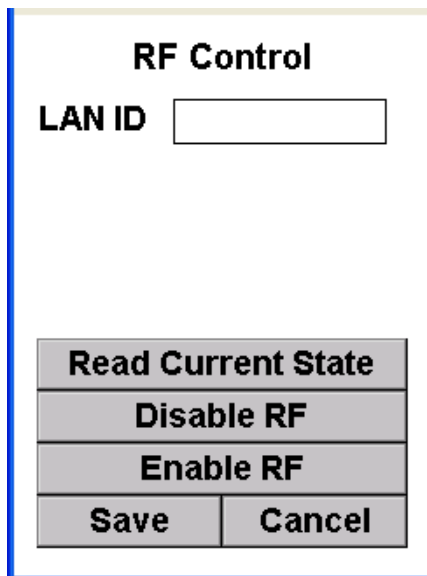 RF Control
LAN ID
Read Current State
Disable RF
Enable RF
Save Cancel